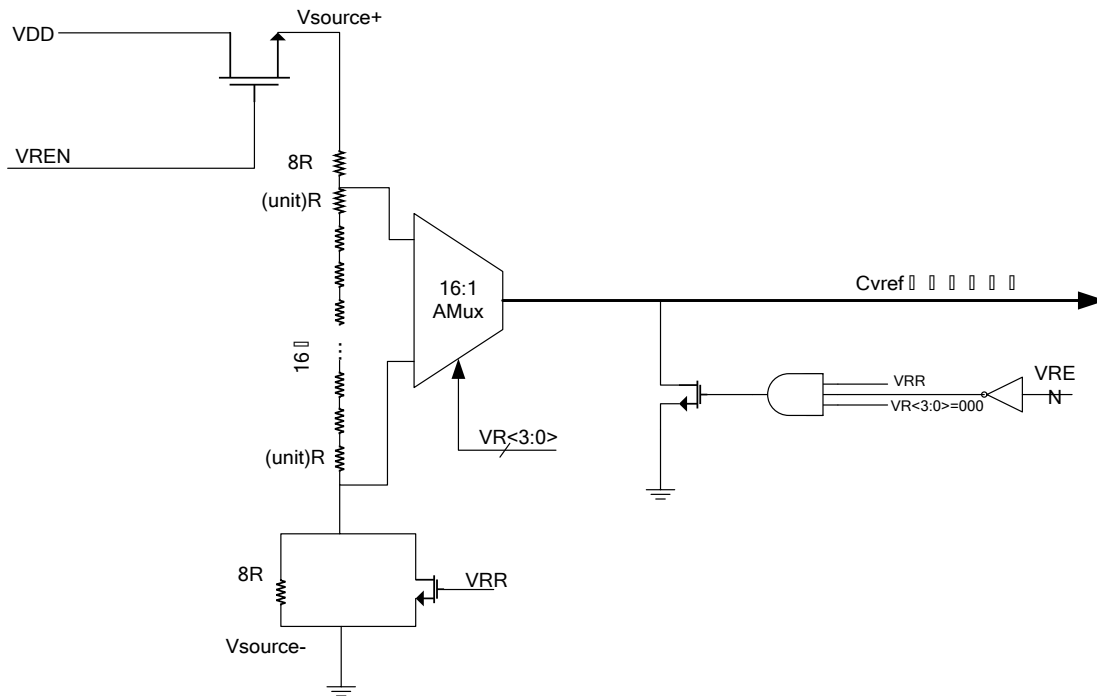 Vsource+
VDD
VREN
8R
(unit)R
16:1
AMux
Cvref
16
...
(unit)R
VR<3:0>
VRR
VR<3:0>=000
VRE
N
8R
VRR
Vsource-